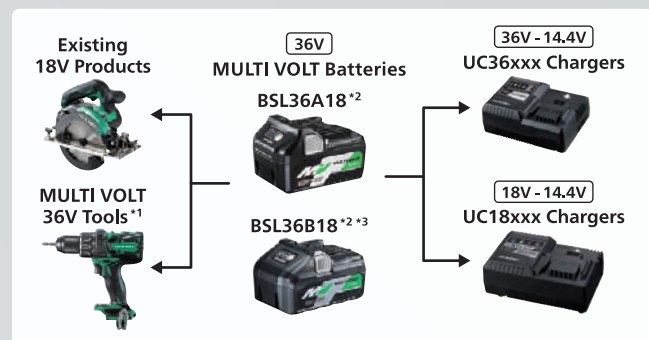 Existing
18V Products
MULTI VOLT
36V Tools*1
36V
MULTI VOLT Batteries
BSL36A18*2
BSL36B18*2 *3
36V - 14.4V
UC36xxx Chargers
18V - 14.4V
UC18xxx Chargers